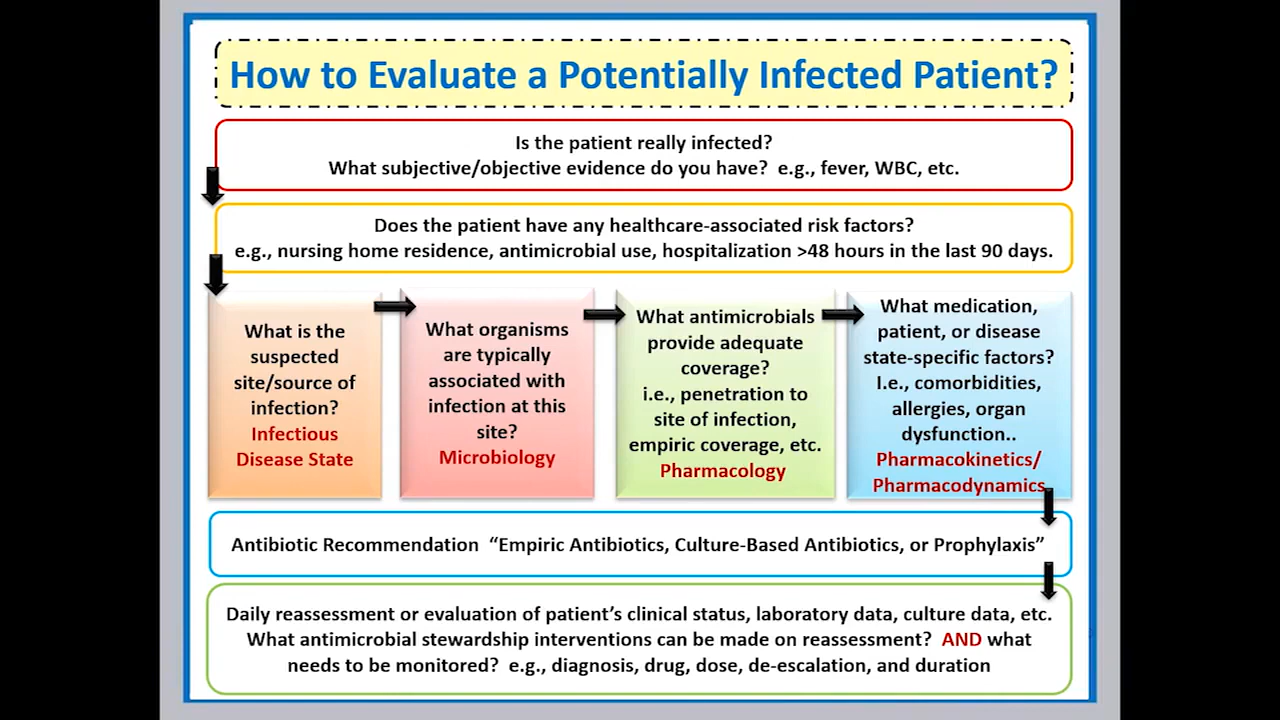 How to Evaluate a Potentially Infected Patient?
Is the patient really infected?
What subjective/objective evidence do you have?  e.g., fever, WBC, etc.
Does the patient have any healthcare-associated risk factors?
e.g., nursing home residence, antimicrobial use, hospitalization >48 hours in the last 90 days.
What is the
suspected
site/source of
infection?
Infectious
Disease State
What organisms
are typically
associated with
infection at this
site?
Microbiology
What antimicrobials
provide adequate
coverage?
i.e., penetration to
site of infection,
empiric coverage, etc.
Pharmacology
What medication,
patient, or disease
state-specific factors?
I.e., comorbidities,
allergies, organ
dysfunction..
Pharmacokinetics/
Pharmacodynamics
Antibiotic Recommendation  “Empiric Antibiotics, Culture-Based Antibiotics, or Prophylaxis”
Daily reassessment or evaluation of patient’s clinical status, laboratory data, culture data, etc.
What antimicrobial stewardship interventions can be made on reassessment?  AND what
needs to be monitored?  e.g., diagnosis, drug, dose, de-escalation, and duration